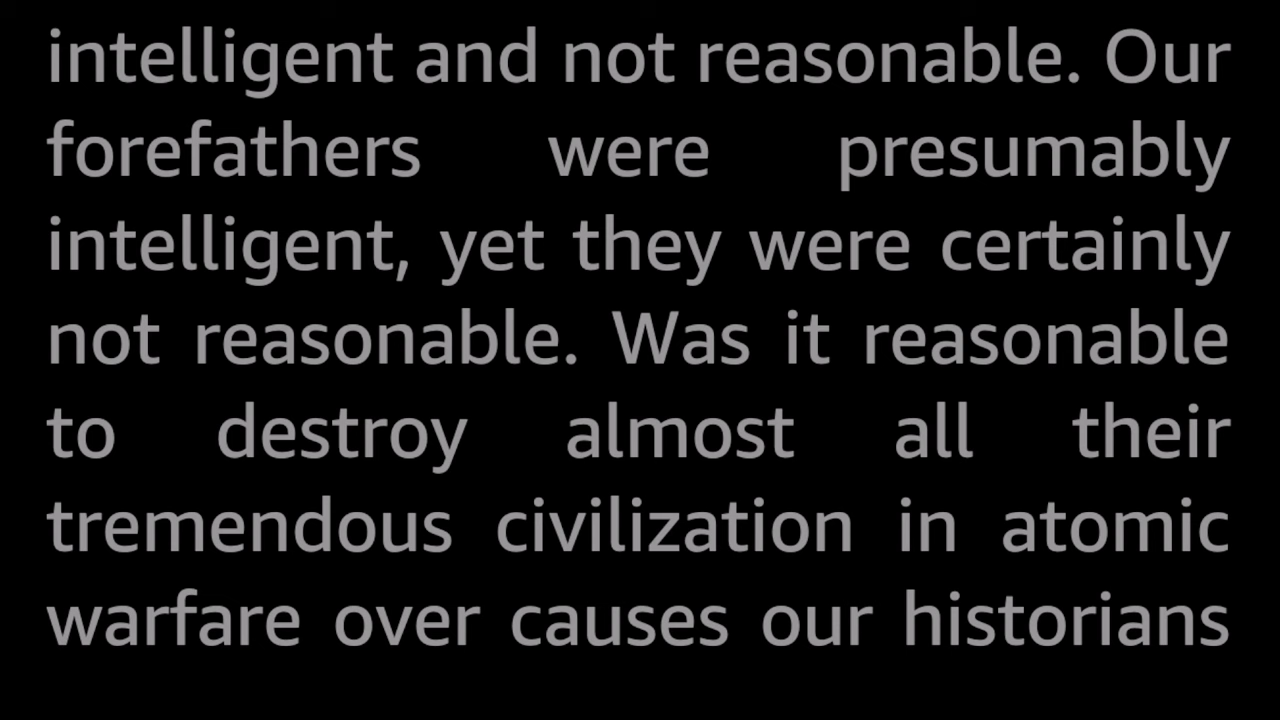 intelligent and not reasonable. Our
forefathers were presumably
intelligent, yet they were certainly
not reasonable. Was it reasonable
to destroy almost all their
tremendous civilization in atomic
warfare over causes our historians